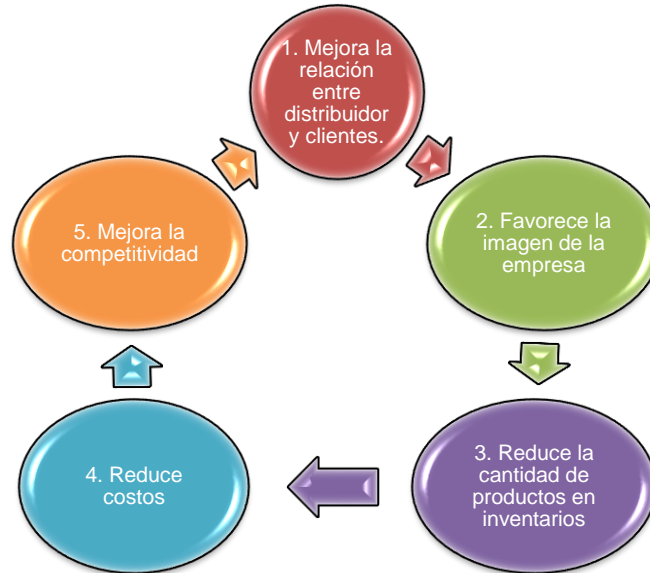 1. Mejora la
relación
entre
distribuidor
y clientes.
2. Favorece la
imagen de la
empresa
3. Reduce la
cantidad de
productos en
inventarios
4. Reduce
costos
5. Mejora la
competitividad